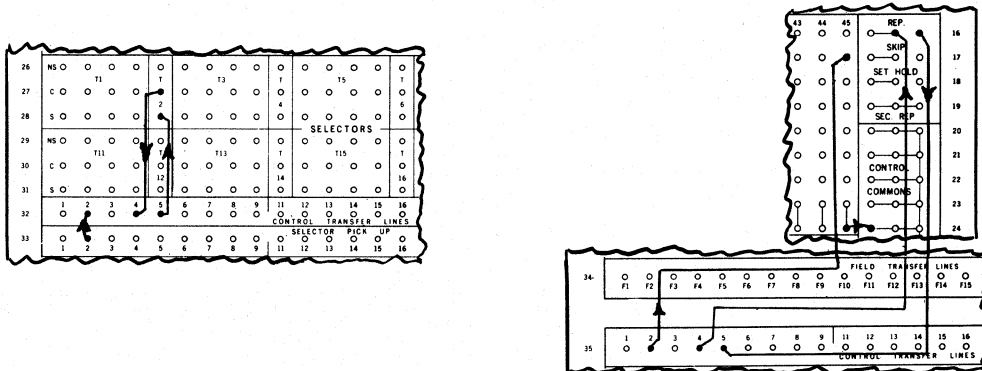 26 NS T1 T T3 T T5 T
27 C 2 4 6
28 S
SELECTORS
29 NS T11 T T13 T T15 T
30 C
12 14 16
31 S
1 2 3 4 5 6 7 8 9 11 12 13 14 15 16
32
CONTROL TRANSFER LINES
SELECTOR PICK UP
33
1 2 3 4 5 6 7 8 9 11 12 13 14 15 16
43 44 45 REP. 16
SKIP 17
SET HOLD 18
19
SEC. REP
20
21
CONTROL
22
COMMONS
23
24
FIELD TRANSFER LINES
34-
F1 F2 F3 F4 F5 F6 F7 F8 F9 F10 F11 F12 F13 F14 F15
1 2 3 4 5 6 7 8 9 11 12 13 14 15 16
35
CONTROL TRANSFER LINES